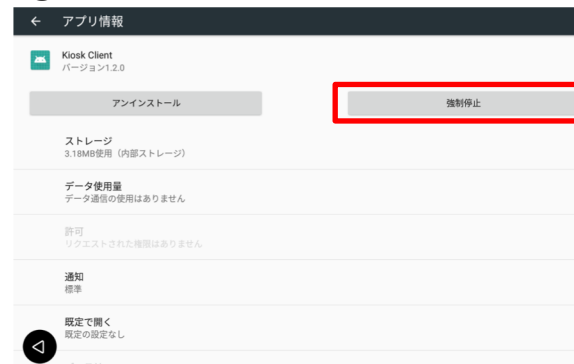 アプリ情報
Kiosk Client
バージョン1.2.0
アンインストール
強制停止
ストレージ
3.18MB使用（内部ストレージ）
データ使用量
データ通信の使用はありません
許可
リクエストされた権限はありません
通知
標準
既定で開く
既定の設定なし